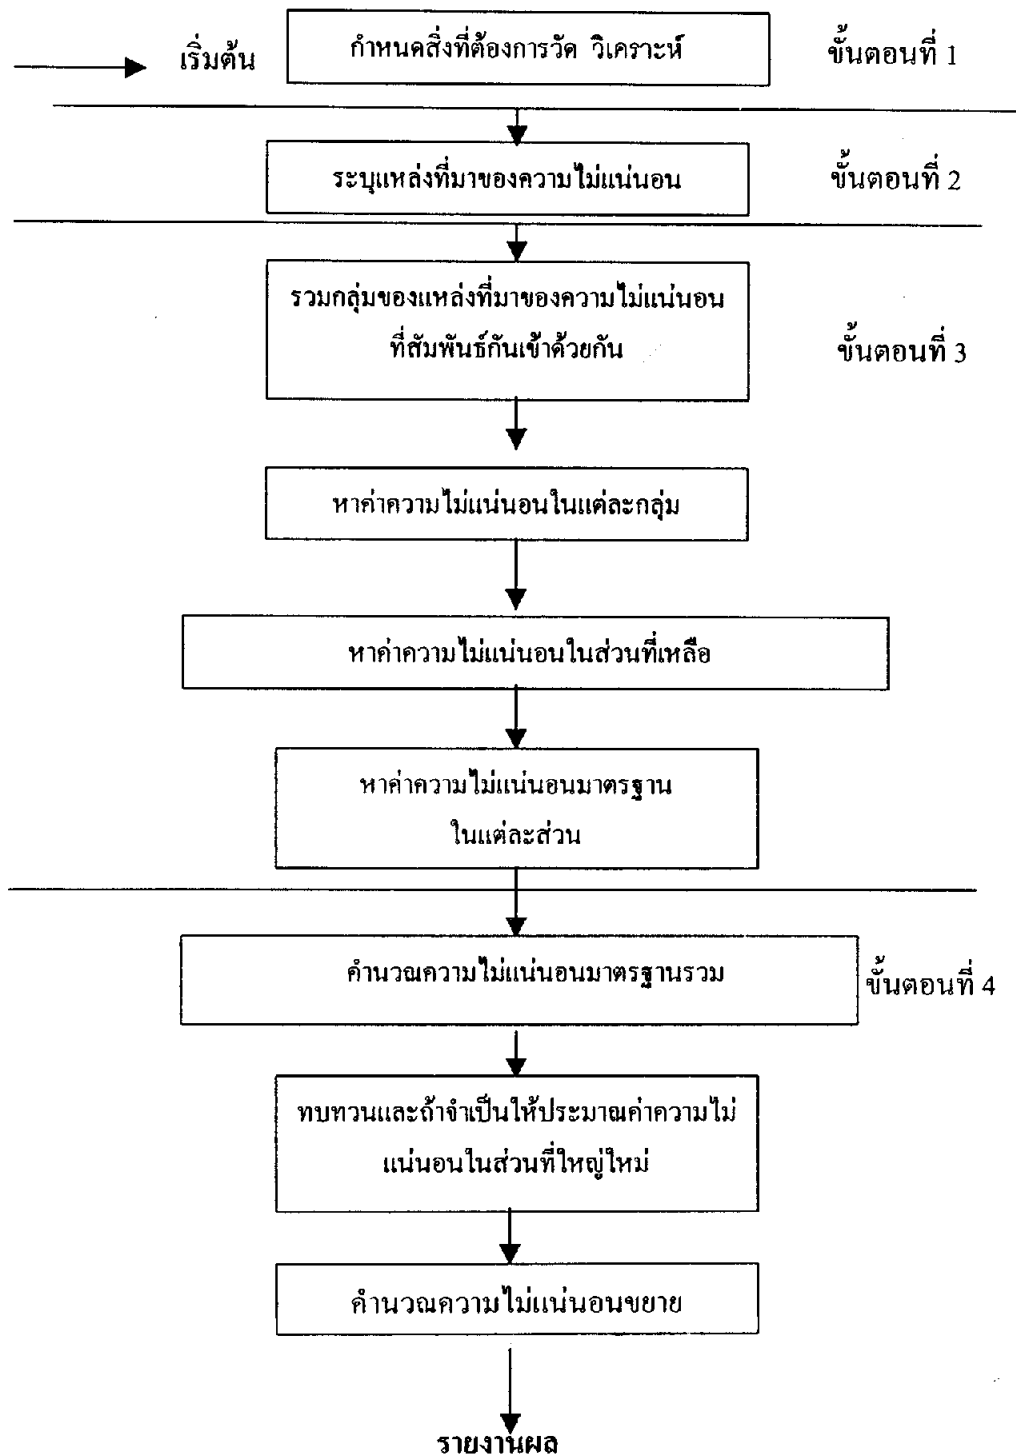 เริ่มต้น
กำหนดสิ่งที่ต้องการวัด วิเคราะห์
ขั้นตอนที่ 1
ระบุแหล่งที่มาของความไม่แน่นอน
ขั้นตอนที่ 2
รวมกลุ่มของแหล่งที่มาของความไม่แน่นอน
ที่สัมพันธ์กันเข้าด้วยกัน
ขั้นตอนที่ 3
หาค่าความไม่แน่นอนในแต่ละกลุ่ม
หาค่าความไม่แน่นอนในส่วนที่เหลือ
หาค่าความไม่แน่นอนมาตรฐาน
ในแต่ละส่วน
คำนวณความไม่แน่นอนมาตรฐานรวม
ขั้นตอนที่ 4
ทบทวนและถ้าจำเป็นให้ประมาณค่าความไม่
แน่นอนในส่วนที่ใหญ่ใหม่
คำนวณความไม่แน่นอนขยาย
รายงานผล